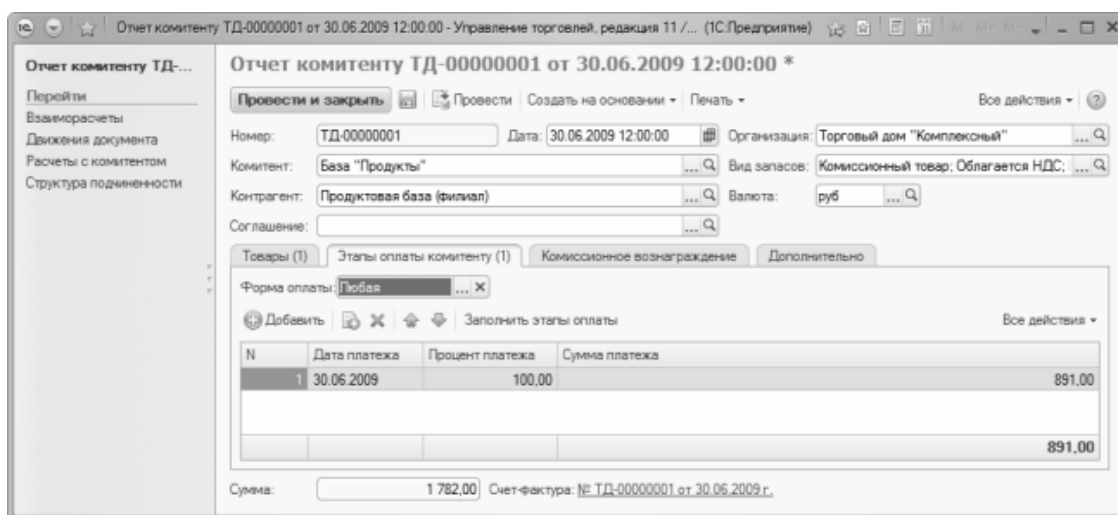 Отчет комитенту ТД-00000001 от 30.06.2009 12:00:00 - Управление торговлей, редакция 11 /... (1С:Предприятие) M M+ M-
Отчет комитенту ТД-...
Перейти
Взаиморасчеты
Движения документа
Расчеты с комитентом
Структура подчиненности
Отчет комитенту ТД-00000001 от 30.06.2009 12:00:00 *
Провести и закрыть Провести Создать на основании Печать Все действия
Номер: ТД-00000001 Дата: 30.06.2009 12:00:00 Организация: Торговый дом "Комплексный" ...
Комитент: База "Продукты" ... Вид запасов: Комиссионный товар; Облагается НДС; ...
Контрагент: Продуктовая база (филиал) ... Валюта: руб ...
Соглашение: ...
Товары (1) Этапы оплаты комитенту (1) Комиссионное вознаграждение Дополнительно
Форма оплаты: Любая ...
Добавить Заполнить этапы оплаты Все действия
N Дата платежа Процент платежа Сумма платежа
1 30.06.2009 100,00 891,00
891,00
Сумма: 1 782,00 Счет-фактура: № ТД-00000001 от 30.06.2009 г.